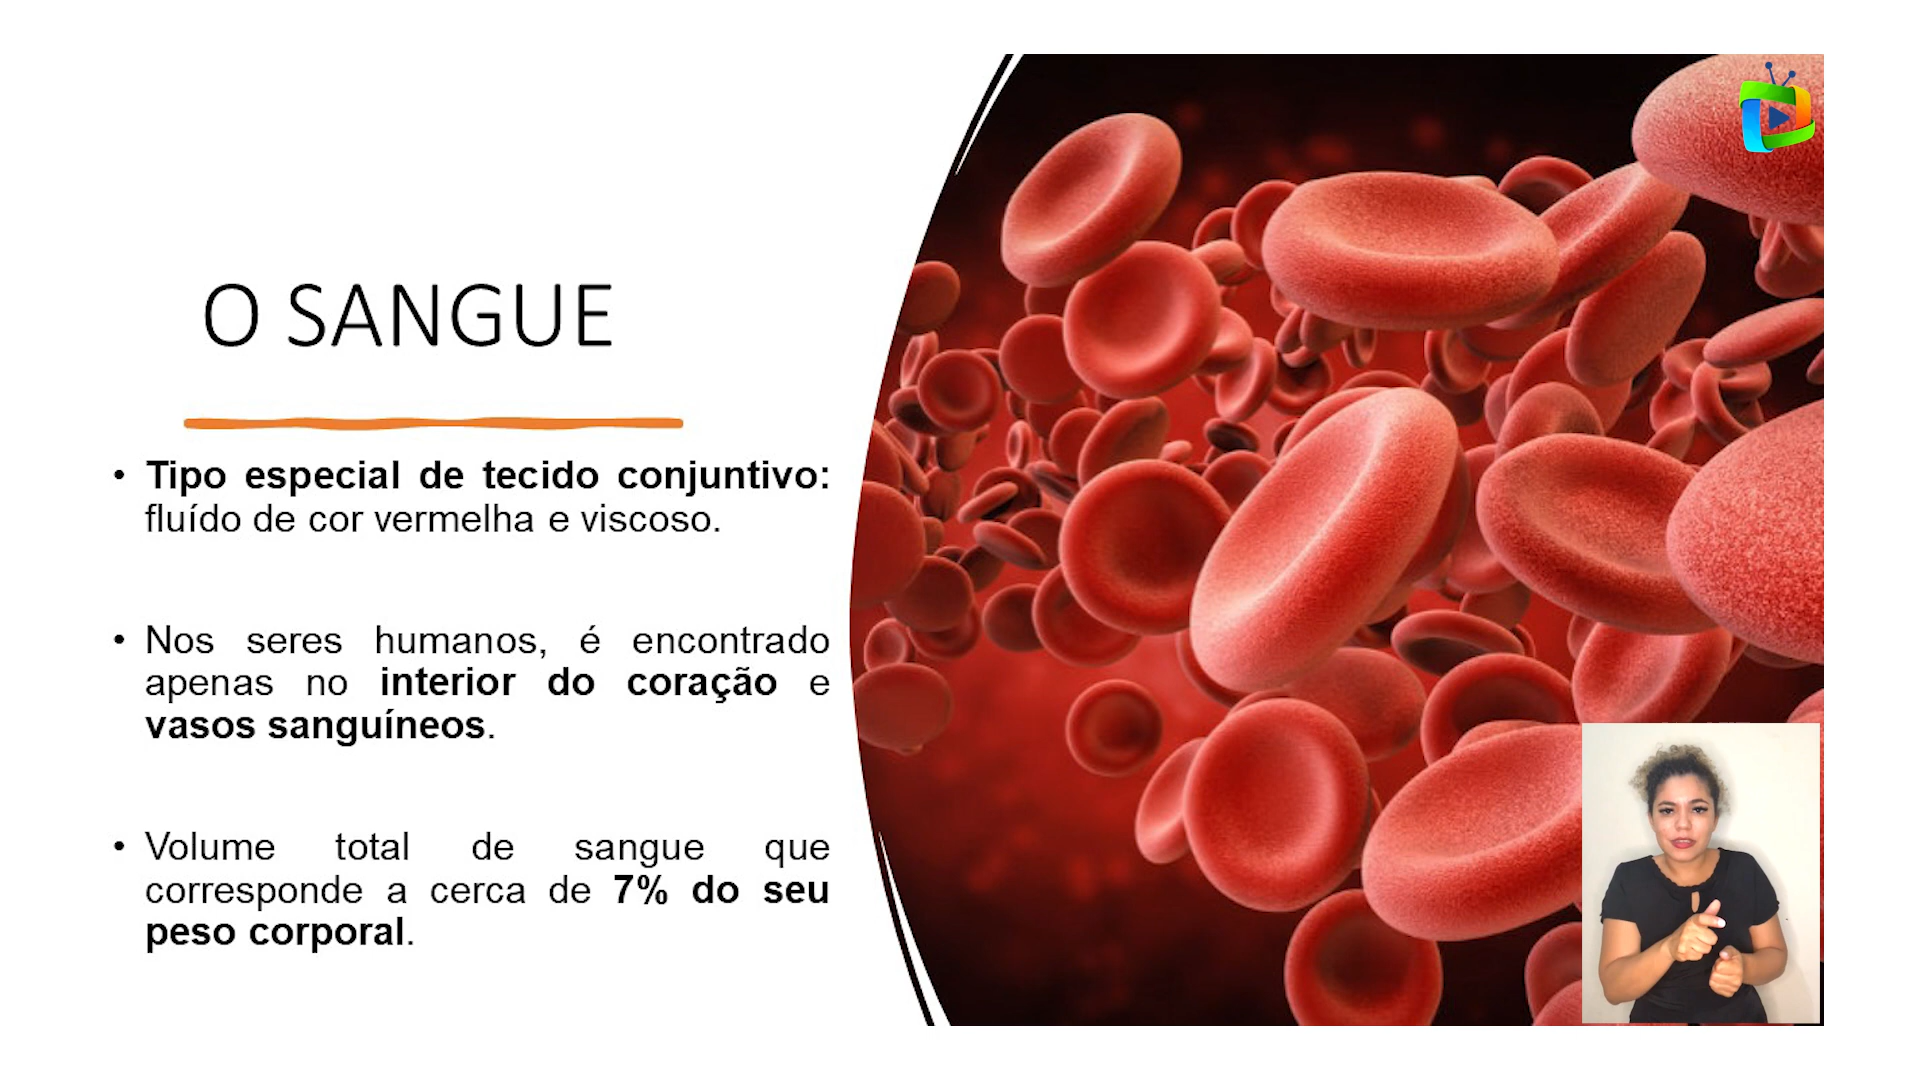 O SANGUE
• Tipo especial de tecido conjuntivo:
fluído de cor vermelha e viscoso.
• Nos seres humanos, é encontrado
apenas no interior do coração e
vasos sanguíneos.
• Volume total de sangue que
corresponde a cerca de 7% do seu
peso corporal.